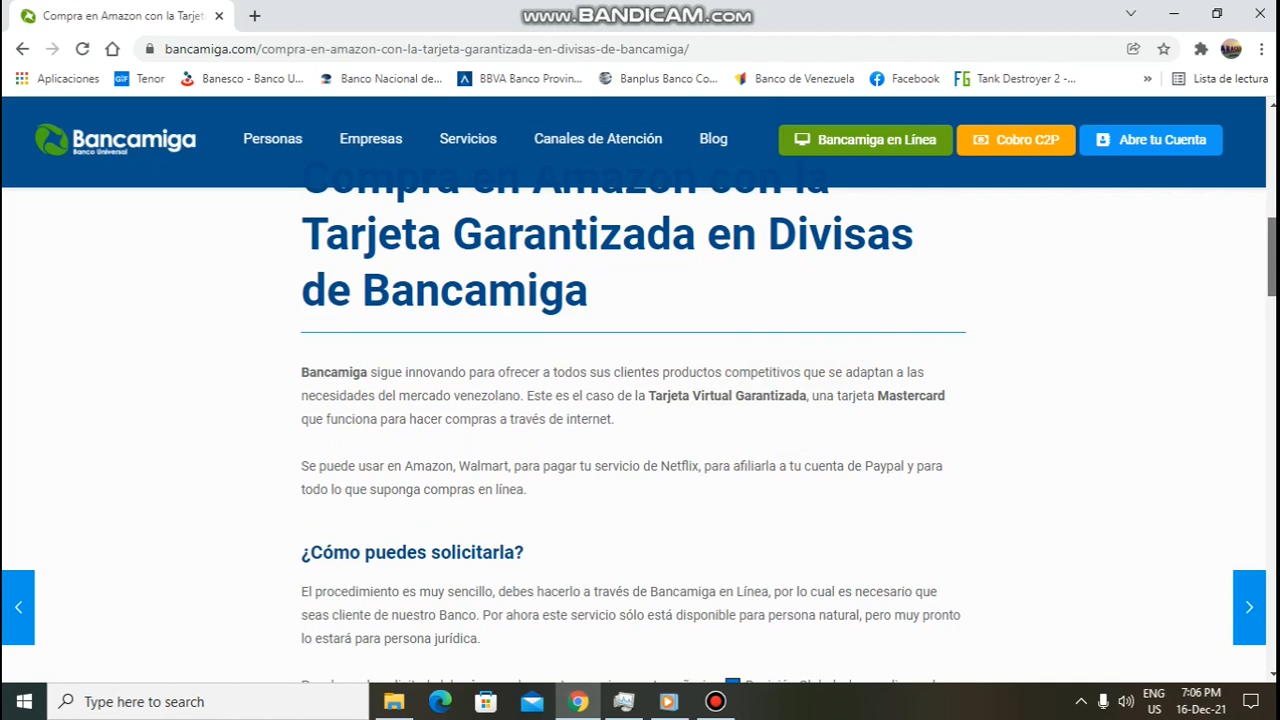 Compra en Amazon con la Tarjet
www.BANDICAM.com
bancamiga.com/compra-en-amazon-con-la-tarjeta-garantizada-en-divisas-de-bancamiga/
Aplicaciones
GIF
Tenor
Banesco - Banco U...
Banco Nacional de...
BBVA Banco Provin...
Banplus Banco Co...
Banco de Venezuela
Facebook
FG
Tank Destroyer 2 -...
»
Lista de lectura
Bancamiga
Banco Universal
Personas
Empresas
Servicios
Canales de Atención
Blog
Bancamiga en Línea
Cobro C2P
Abre tu Cuenta
Compra en Amazon con la
Tarjeta Garantizada en Divisas
de Bancamiga
Bancamiga sigue innovando para ofrecer a todos sus clientes productos competitivos que se adaptan a las
necesidades del mercado venezolano. Este es el caso de la Tarjeta Virtual Garantizada, una tarjeta Mastercard
que funciona para hacer compras a través de internet.
Se puede usar en Amazon, Walmart, para pagar tu servicio de Netflix, para afiliarla a tu cuenta de Paypal y para
todo lo que suponga compras en línea.
¿Cómo puedes solicitarla?
El procedimiento es muy sencillo, debes hacerlo a través de Bancamiga en Línea, por lo cual es necesario que
seas cliente de nuestro Banco. Por ahora este servicio sólo está disponible para persona natural, pero muy pronto
lo estará para persona jurídica.
Type here to search
ENG
US
7:06 PM
16-Dec-21